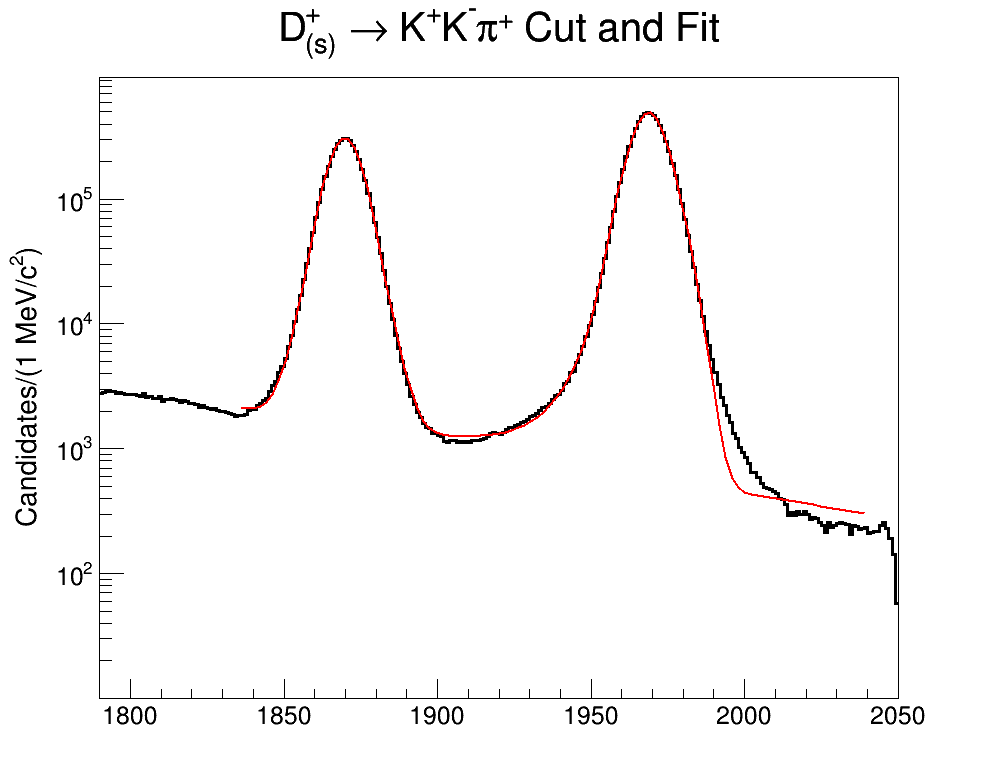 D⁺₍ₛ₎ → K⁺K⁻π⁺ Cut and Fit
Candidates/(1 MeV/c²)
10⁵
10⁴
10³
10²
1800 1850 1900 1950 2000 2050